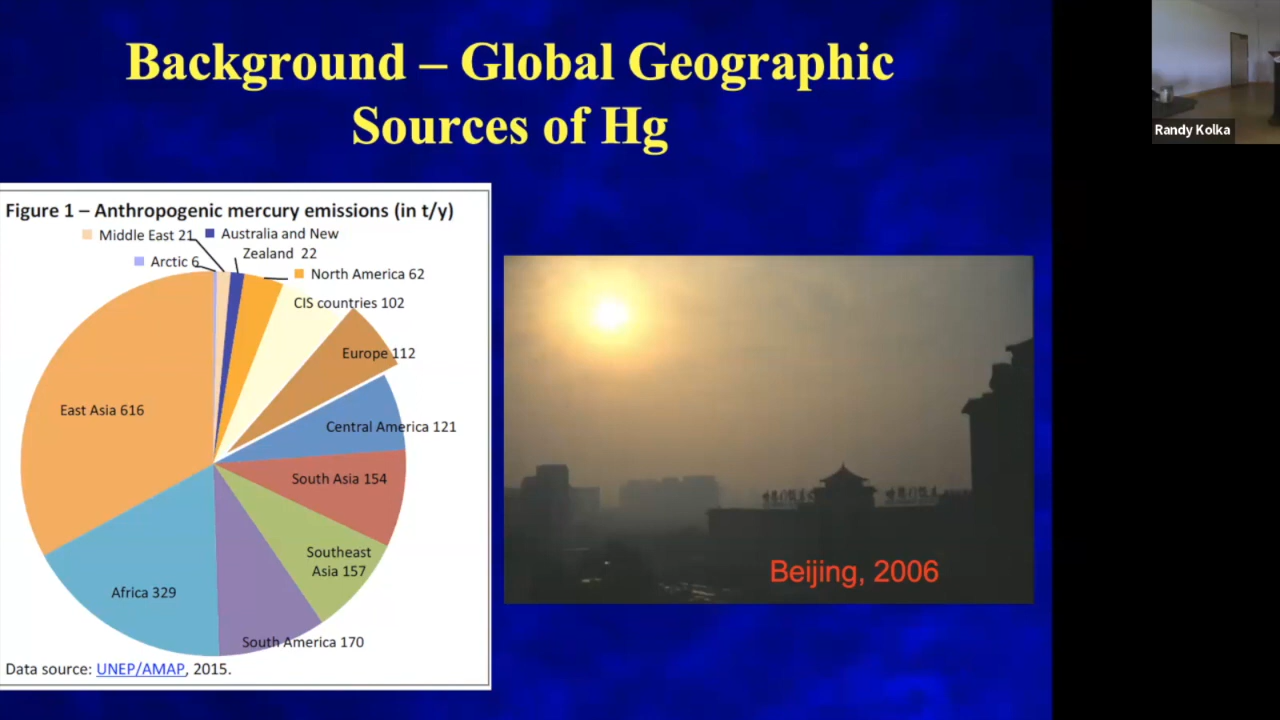 Background – Global Geographic
Sources of Hg
Randy Kolka
Figure 1 – Anthropogenic mercury emissions (in t/y)
Middle East 21
Australia and New
Zealand 22
Arctic 6
North America 62
CIS countries 102
Europe 112
East Asia 616
Central America 121
South Asia 154
Southeast
Asia 157
Africa 329
South America 170
Data source: UNEP/AMAP, 2015.
Beijing, 2006